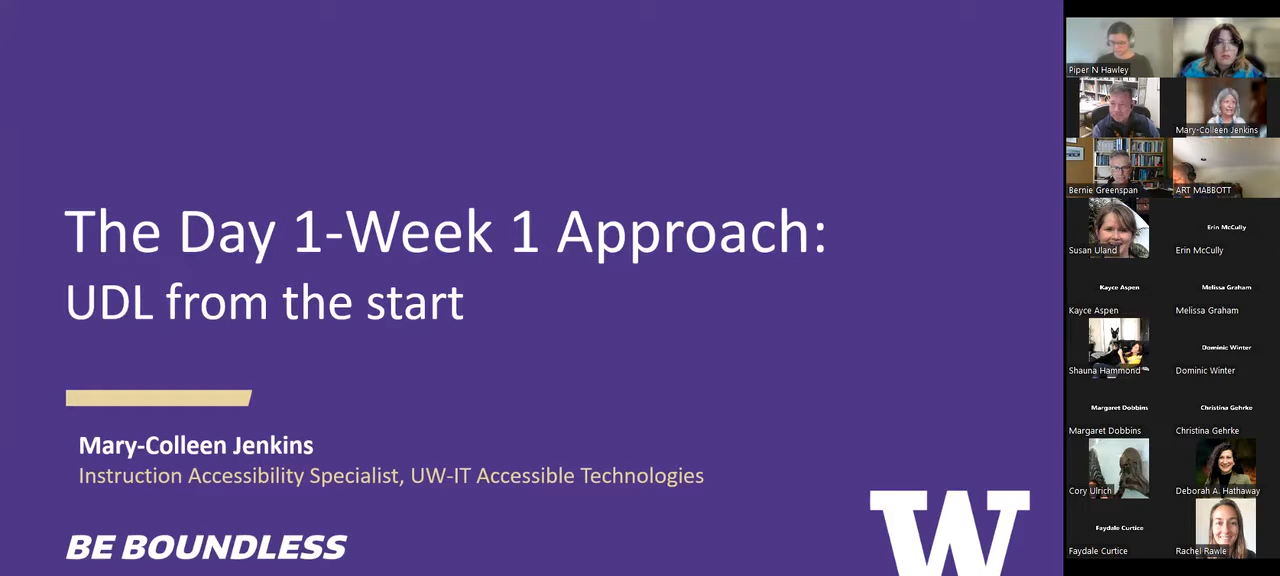 The Day 1-Week 1 Approach:
UDL from the start
Mary-Colleen Jenkins
Instruction Accessibility Specialist, UW-IT Accessible Technologies
BE BOUNDLESS
W
Piper N Hawley
Mary-Colleen Jenkins
Bernie Greenspan
ART MABBOTT
Susan Uland
Erin McCully
Erin McCully
Kayce Aspen
Melissa Graham
Kayce Aspen
Melissa Graham
Dominic Winter
Shauna Hammond
Dominic Winter
Margaret Dobbins
Christina Gehrke
Margaret Dobbins
Christina Gehrke
Cory Ulrich
Deborah A. Hathaway
Faydale Curtice
Faydale Curtice
Rachel Rawle